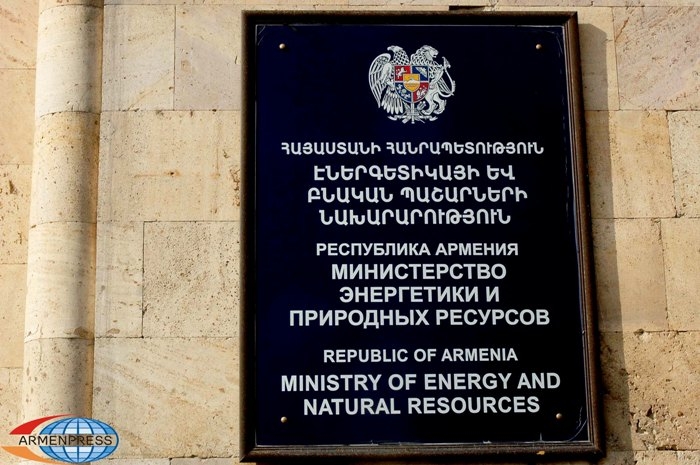 ՀԱՅԱՍՏԱՆԻ ՀԱՆՐԱՊԵՏՈՒԹՅՈՒՆ
ԷՆԵՐԳԵՏԻԿԱՅԻ ԵՎ
ԲՆԱԿԱՆ ՊԱՇԱՐՆԵՐԻ
ՆԱԽԱՐԱՐՈՒԹՅՈՒՆ
РЕСПУБЛИКА АРМЕНИЯ
МИНИСТЕРСТВО
ЭНЕРГЕТИКИ И
ПРИРОДНЫХ РЕСУРСОВ
REPUBLIC OF ARMENIA
MINISTRY OF ENERGY AND
NATURAL RESOURCES
ARMENPRESS